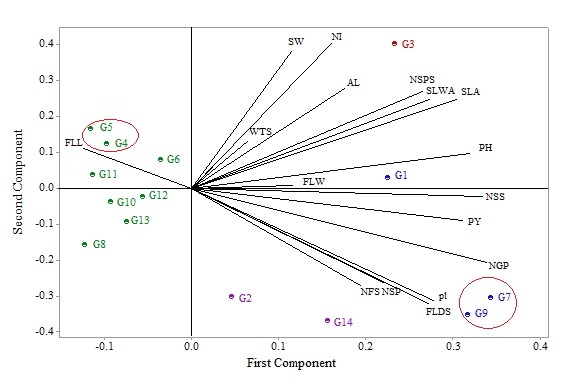 0.4
0.3
0.2
0.1
0.0
-0.1
-0.2
-0.3
-0.4
Second Component
-0.1
0.0
0.1
0.2
0.3
0.4
First Component
SW
NI
G3
AL
NSPS
SLWA
SLA
WTS
G5
G4
FLL
PH
G6
G11
FLW
G1
G12
NSS
G10
G13
PY
G8
NGP
G2
NFS
NSP
pl
G7
FLDS
G9
G14